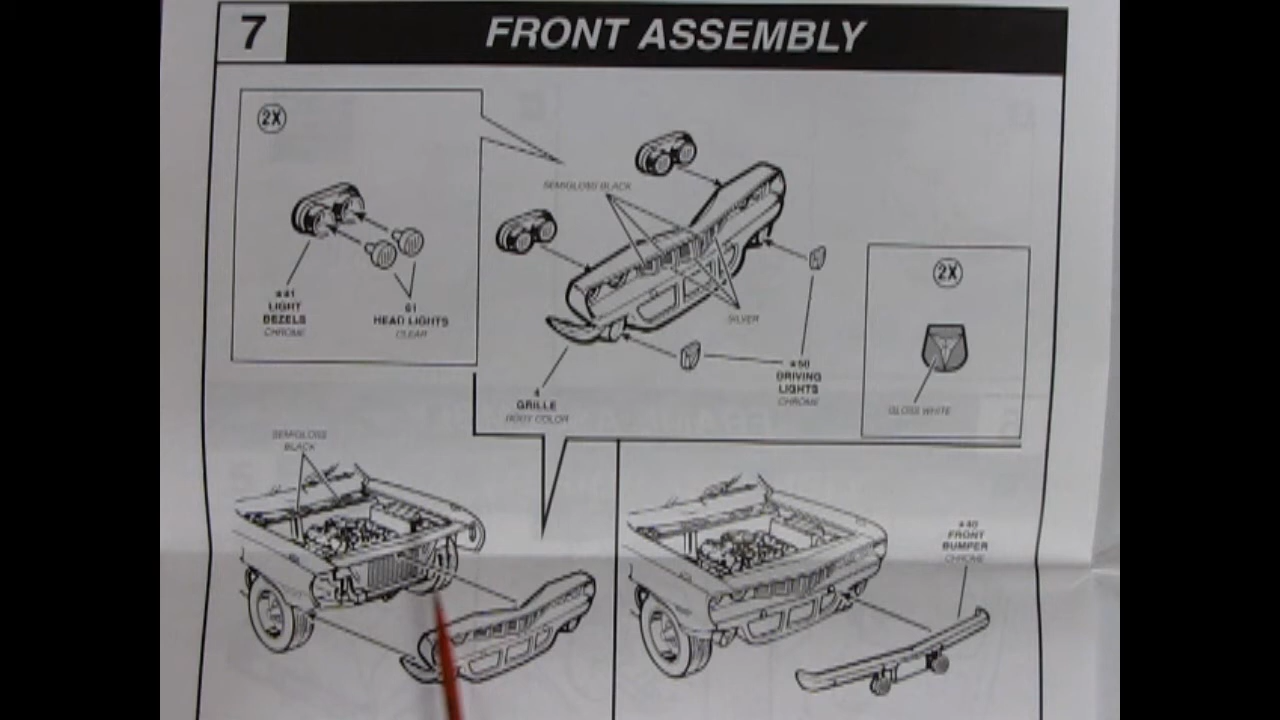 7
FRONT ASSEMBLY
2X
SEMIGLOSS BLACK
*41
LIGHT
BEZELS
CHROME
61
HEAD LIGHTS
CLEAR
SILVER
2X
4
GRILLE
BODY COLOR
*50
DRIVING
LIGHTS
CHROME
GLOSS WHITE
SEMIGLOSS
BLACK
*40
FRONT
BUMPER
CHROME